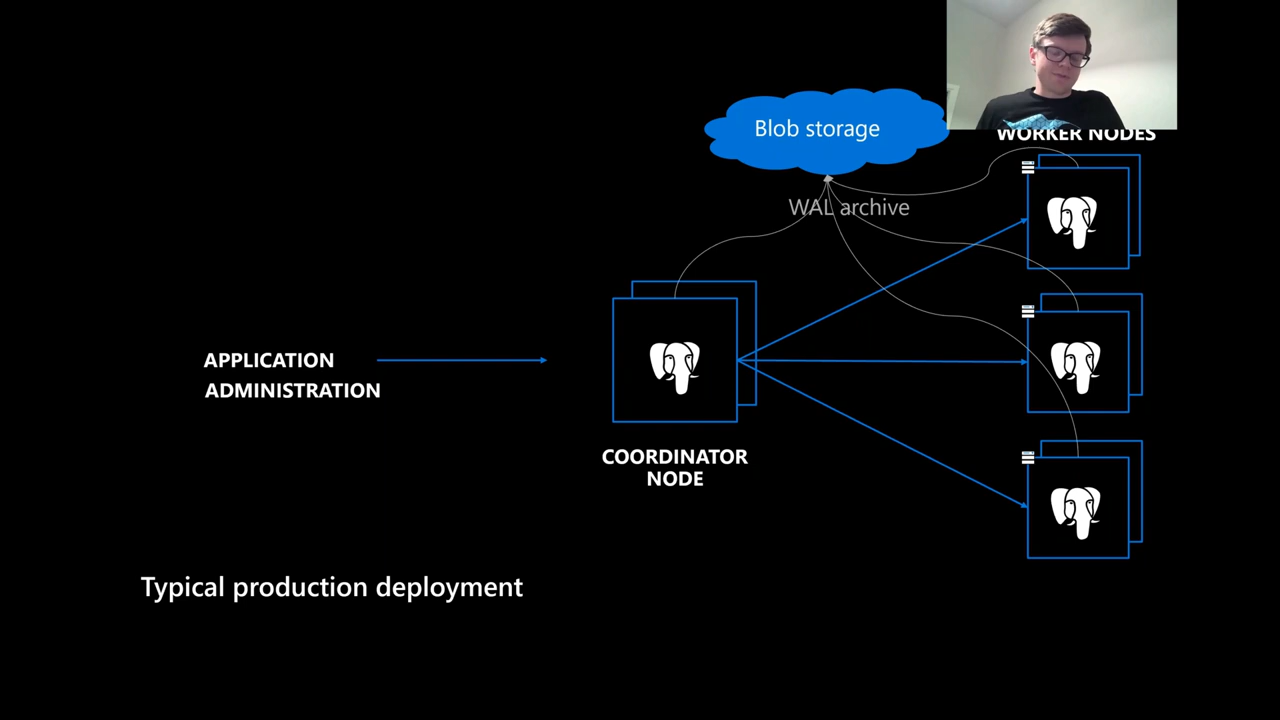 Blob storage
WORKER NODES
WAL archive
APPLICATION
ADMINISTRATION
COORDINATOR
NODE
Typical production deployment